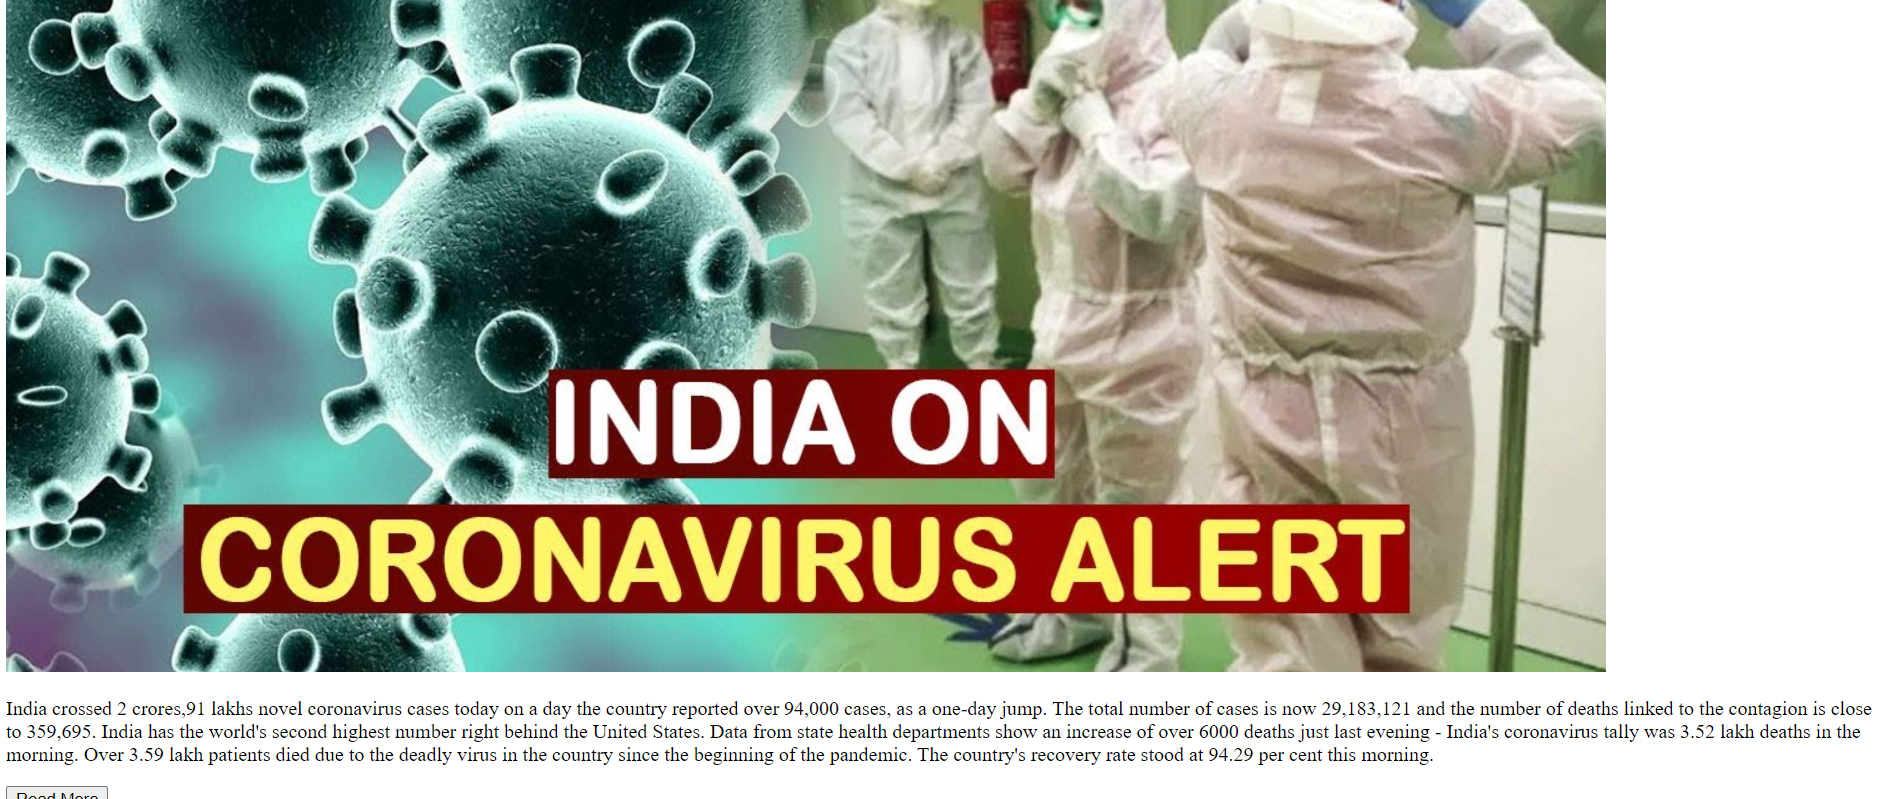 INDIA ON
CORONAVIRUS ALERT
India crossed 2 crores,91 lakhs novel coronavirus cases today on a day the country reported over 94,000 cases, as a one-day jump. The total number of cases is now 29,183,121 and the number of deaths linked to the contagion is close
to 359,695. India has the world's second highest number right behind the United States. Data from state health departments show an increase of over 6000 deaths just last evening - India's coronavirus tally was 3.52 lakh deaths in the
morning. Over 3.59 lakh patients died due to the deadly virus in the country since the beginning of the pandemic. The country's recovery rate stood at 94.29 per cent this morning.
Read More